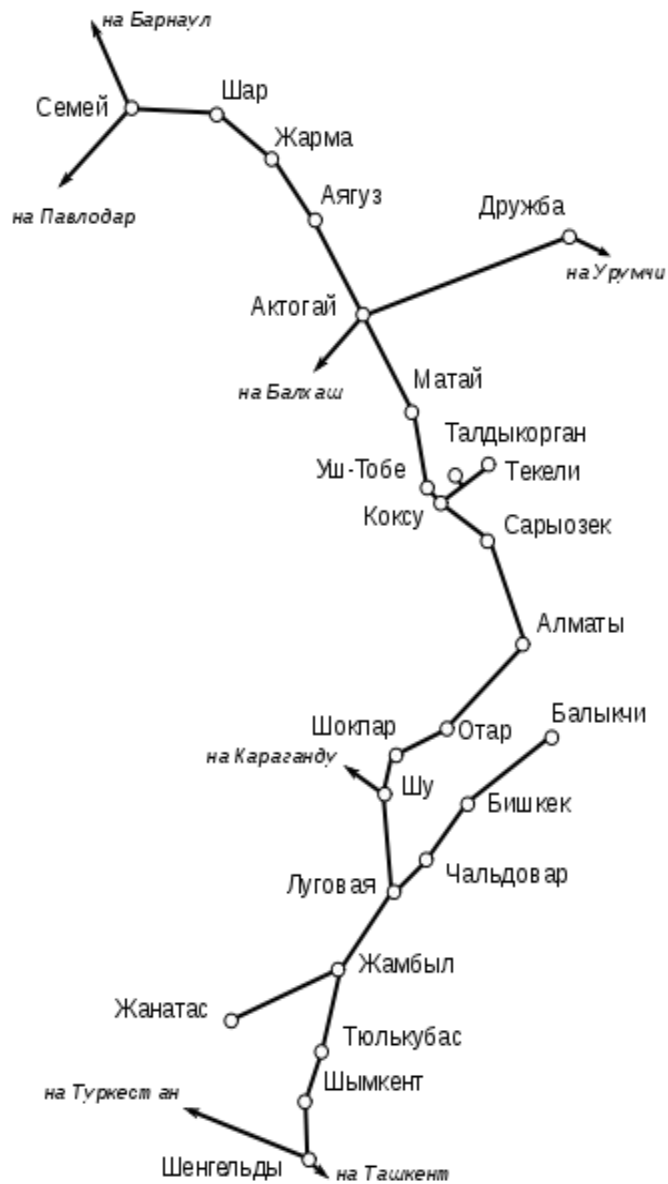 на Барнаул
Шар
Семей
Жарма
Аягуз
Дружба
на Павлодар
на Урумчи
Актогай
Матай
на Балхаш
Талдыкорган
Уш-Тобе
Текели
Коксу
Сарыозек
Алматы
Балыкчи
Шокпар
Отар
на Караганду
Шу
Бишкек
Чальдовар
Луговая
Жамбыл
Жанатас
Тюлькубас
Шымкент
на Туркестан
Шенгельды
на Ташкент